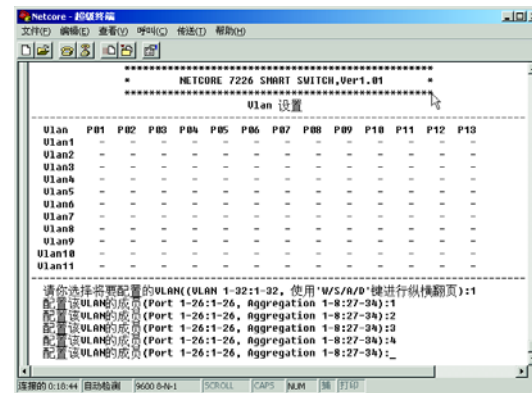 Netcore - 超级终端
文件(F) 编辑(E) 查看(V) 呼叫(C) 传送(T) 帮助(H)
***********************************************
* NETCORE 7226 SMART SWITCH,Ver1.01 *
***********************************************
Vlan 设置
Vlan P01 P02 P03 P04 P05 P06 P07 P08 P09 P10 P11 P12 P13
Vlan1 - - - - - - - - - - - - -
Vlan2 - - - - - - - - - - - - -
Vlan3 - - - - - - - - - - - - -
Vlan4 - - - - - - - - - - - - -
Vlan5 - - - - - - - - - - - - -
Vlan6 - - - - - - - - - - - - -
Vlan7 - - - - - - - - - - - - -
Vlan8 - - - - - - - - - - - - -
Vlan9 - - - - - - - - - - - - -
Vlan10 - - - - - - - - - - - - -
Vlan11 - - - - - - - - - - - - -
请你选择将要配置的VLAN((VLAN 1-32:1-32, 使用'W/S/A/D'键进行纵横翻页):1
配置该VLAN的成员(Port 1-26:1-26, Aggregation 1-8:27-34):1
配置该VLAN的成员(Port 1-26:1-26, Aggregation 1-8:27-34):2
配置该VLAN的成员(Port 1-26:1-26, Aggregation 1-8:27-34):3
配置该VLAN的成员(Port 1-26:1-26, Aggregation 1-8:27-34):4
配置该VLAN的成员(Port 1-26:1-26, Aggregation 1-8:27-34):_
连接的 0:18:44 自动检测 9600 8-N-1 SCROLL CAPS NUM 捕 打印